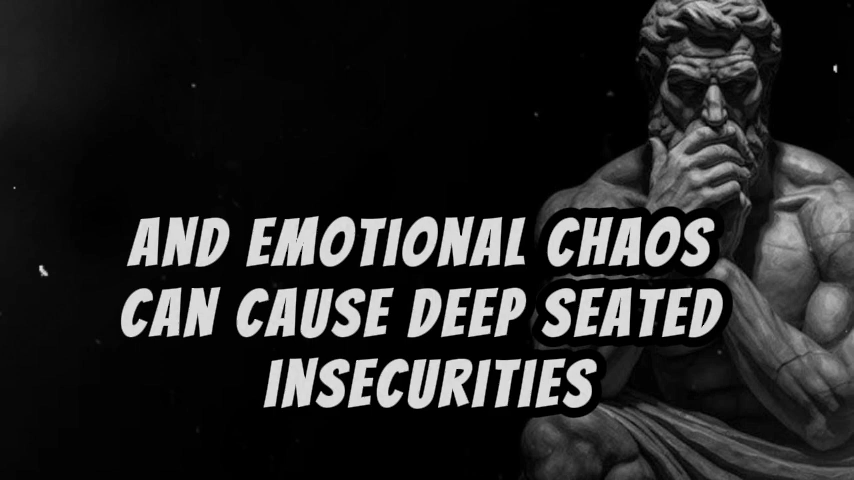 AND EMOTIONAL CHAOS
CAN CAUSE DEEP SEATED
INSECURITIES